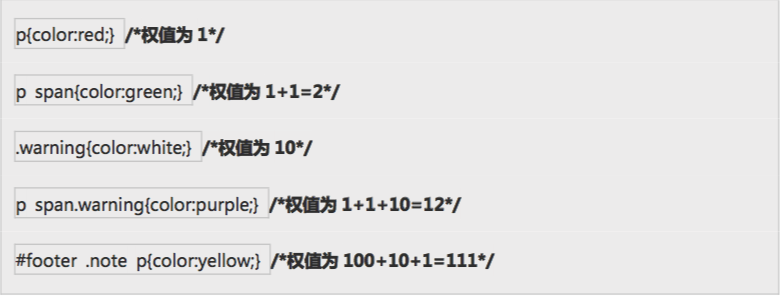 p{color:red;} /*权值为 1*/
p span{color:green;} /*权值为 1+1=2*/
.warning{color:white;} /*权值为 10*/
p span.warning{color:purple;} /*权值为 1+1+10=12*/
#footer .note p{color:yellow;} /*权值为 100+10+1=111*/